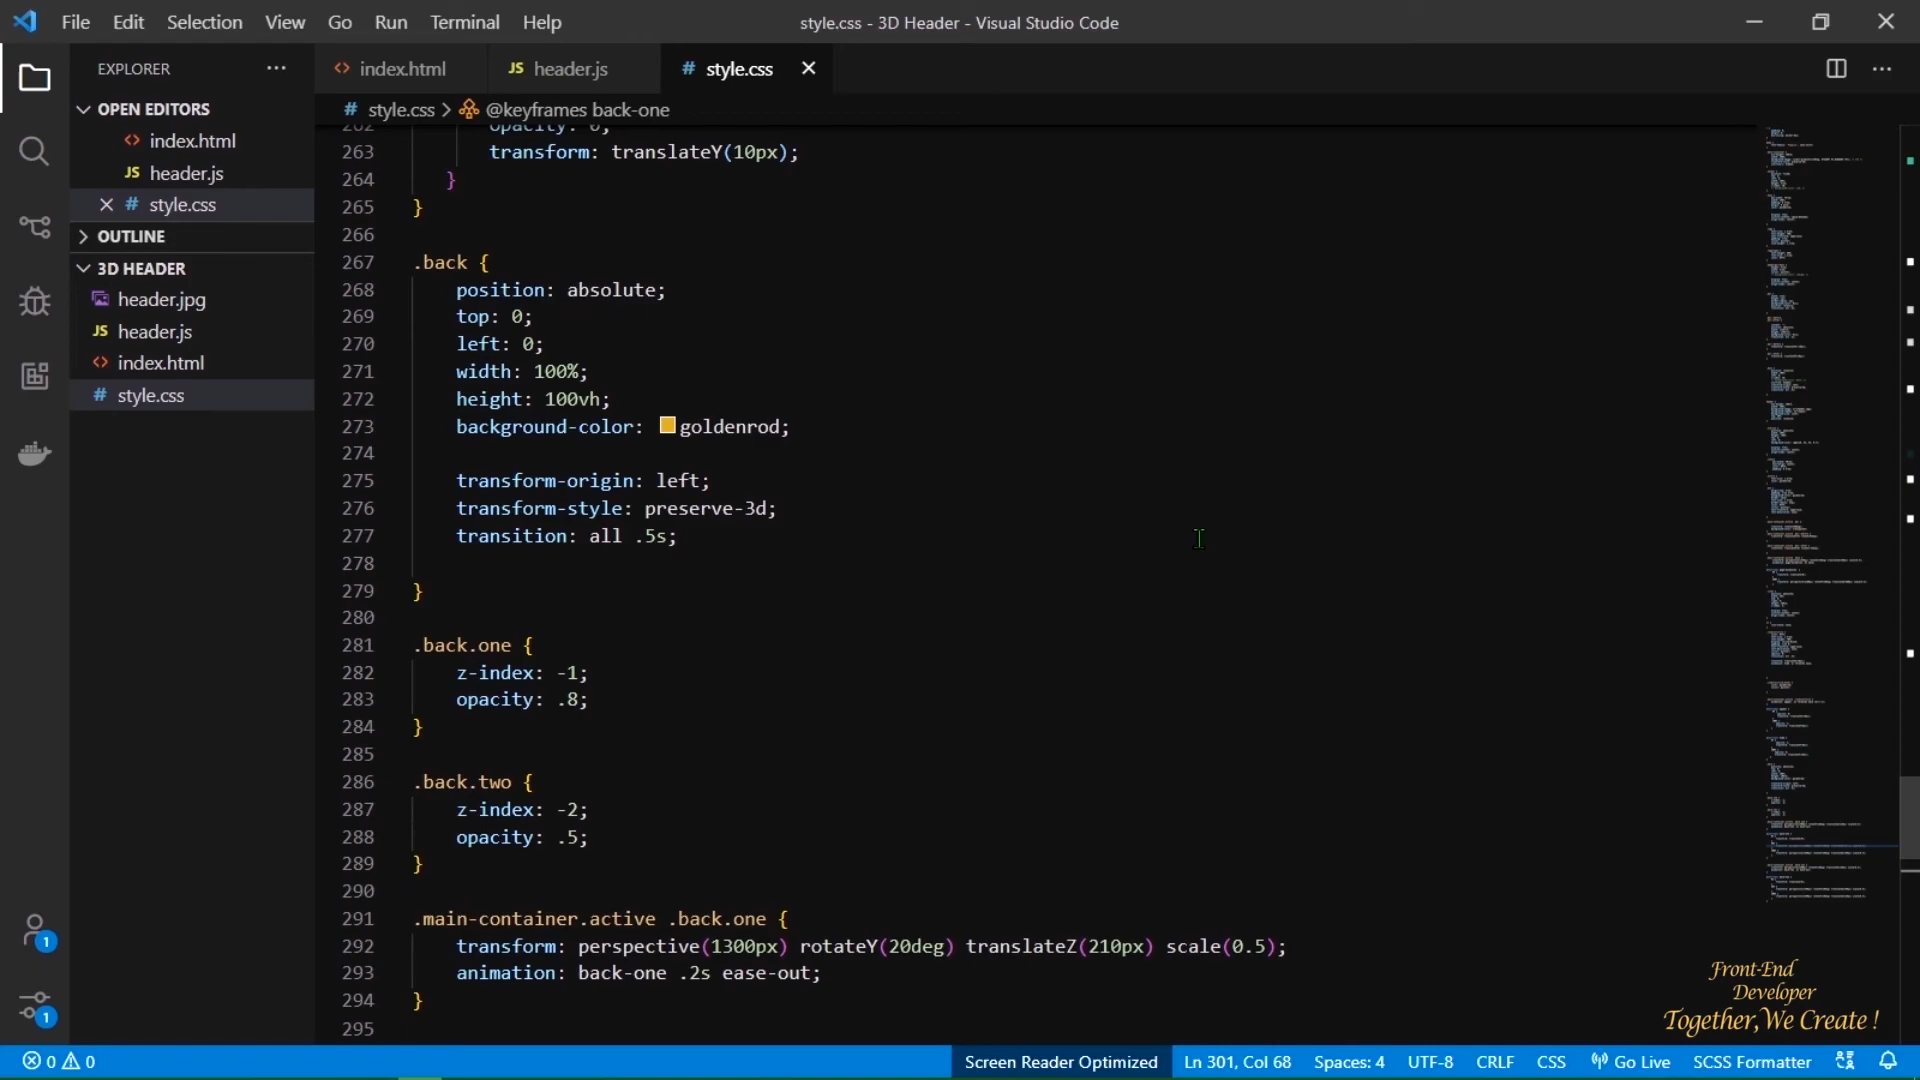 File Edit Selection View Go Run Terminal Help
style.css - 3D Header - Visual Studio Code
EXPLORER
OPEN EDITORS
index.html
JS header.js
# style.css
OUTLINE
3D HEADER
header.jpg
JS header.js
index.html
# style.css
index.html
JS header.js
# style.css
# style.css > @keyframes back-one
262 opacity: 0;
263 transform: translateY(10px);
264 }
265 }
266
267 .back {
268 position: absolute;
269 top: 0;
270 left: 0;
271 width: 100%;
272 height: 100vh;
273 background-color: goldenrod;
274
275 transform-origin: left;
276 transform-style: preserve-3d;
277 transition: all .5s;
278
279 }
280
281 .back.one {
282 z-index: -1;
283 opacity: .8;
284 }
285
286 .back.two {
287 z-index: -2;
288 opacity: .5;
289 }
290
291 .main-container.active .back.one {
292 transform: perspective(1300px) rotateY(20deg) translateZ(210px) scale(0.5);
293 animation: back-one .2s ease-out;
294 }
295
Front-End
Developer
Together,We Create !
1
1
0 0
Screen Reader Optimized Ln 301, Col 68 Spaces: 4 UTF-8 CRLF CSS Go Live SCSS Formatter